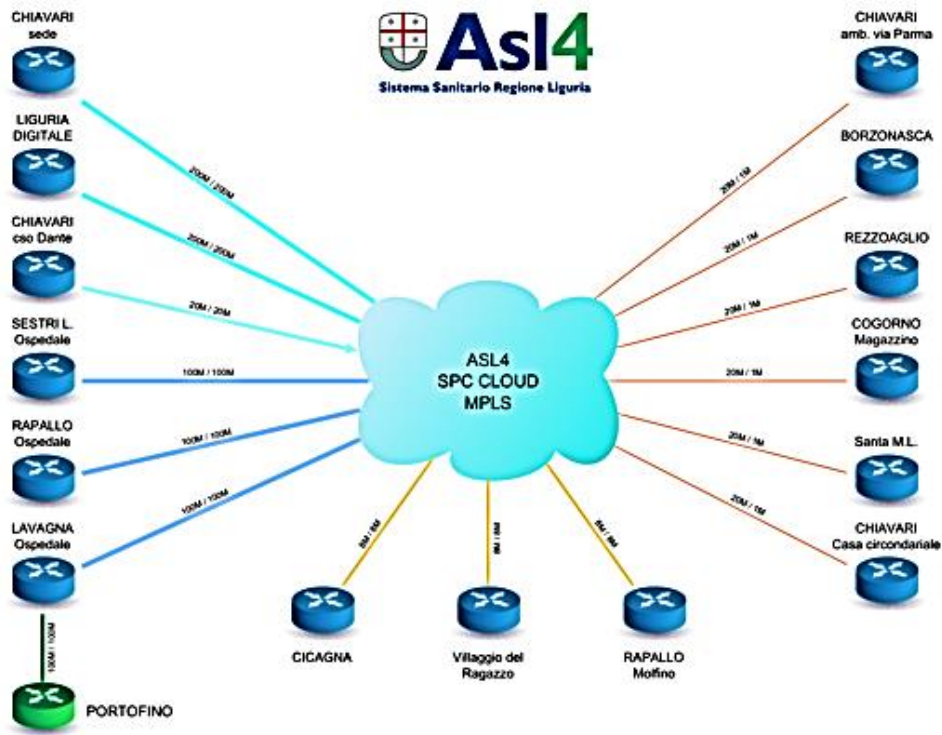 Asl4
Sistema Sanitario Regione Liguria
CHIAVARI
sede
LIGURIA
DIGITALE
CHIAVARI
cso Dante
SESTRI L.
Ospedale
RAPALLO
Ospedale
LAVAGNA
Ospedale
PORTOFINO
200M / 200M
200M / 200M
20M / 20M
100M / 100M
100M / 100M
100M / 100M
100M / 100M
ASL4
SPC CLOUD
MPLS
8M / 8M
8M / 8M
8M / 8M
CICAGNA
Villaggio del
Ragazzo
RAPALLO
Molfino
20M / 1M
20M / 1M
20M / 1M
20M / 1M
20M / 1M
20M / 1M
CHIAVARI
amb. via Parma
BORZONASCA
REZZOAGLIO
COGORNO
Magazzino
Santa M.L.
CHIAVARI
Casa circondariale